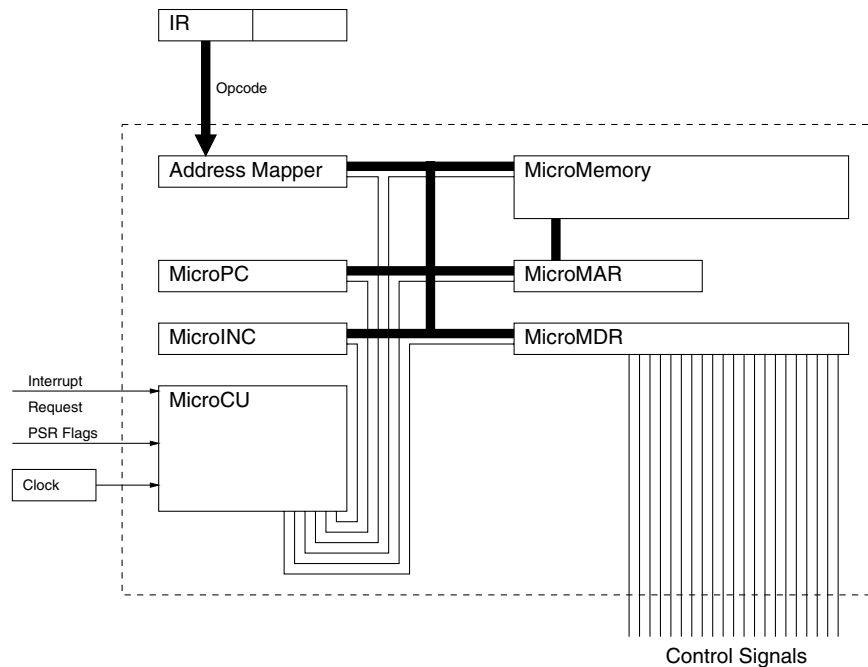 IR
Opcode
Address Mapper
MicroMemory
MicroPC
MicroMAR
MicroINC
MicroMDR
Interrupt
Request
PSR Flags
MicroCU
Clock
Control Signals